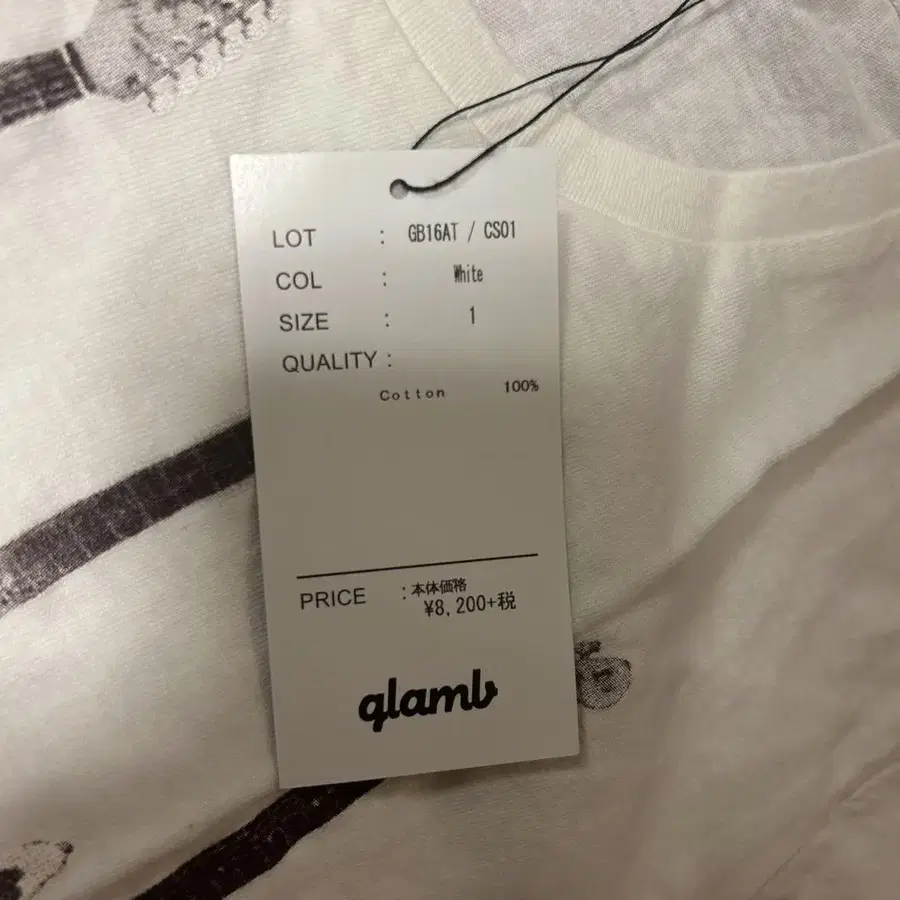 LOT : GB16AT / CS01
COL : White
SIZE : 1
QUALITY :
Cotton 100%
PRICE : 本体価格
¥8,200+税
glamb